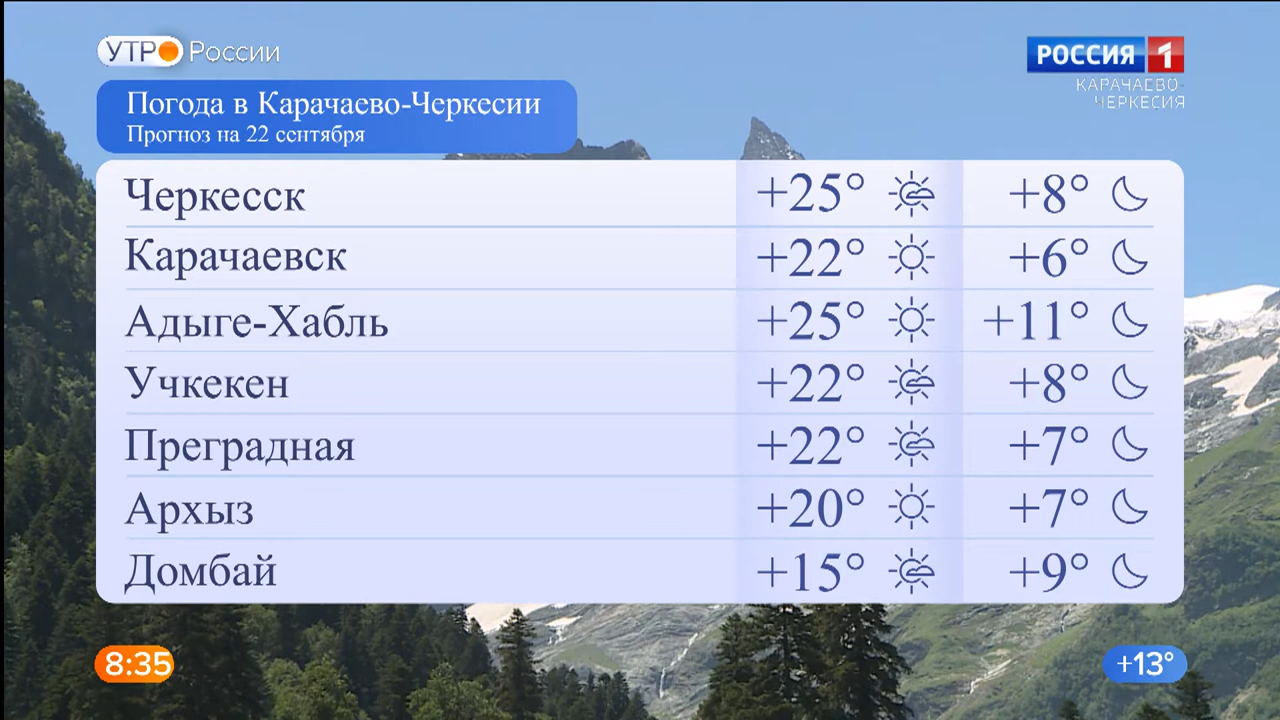 УТРО России
РОССИЯ 1
КАРАЧАЕВО-
ЧЕРКЕСИЯ
Погода в Карачаево-Черкесии
Прогноз на 22 сентября
Черкесск +25° +8°
Карачаевск +22° +6°
Адыге-Хабль +25° +11°
Учкекен +22° +8°
Преградная +22° +7°
Архыз +20° +7°
Домбай +15° +9°
8:35 +13°